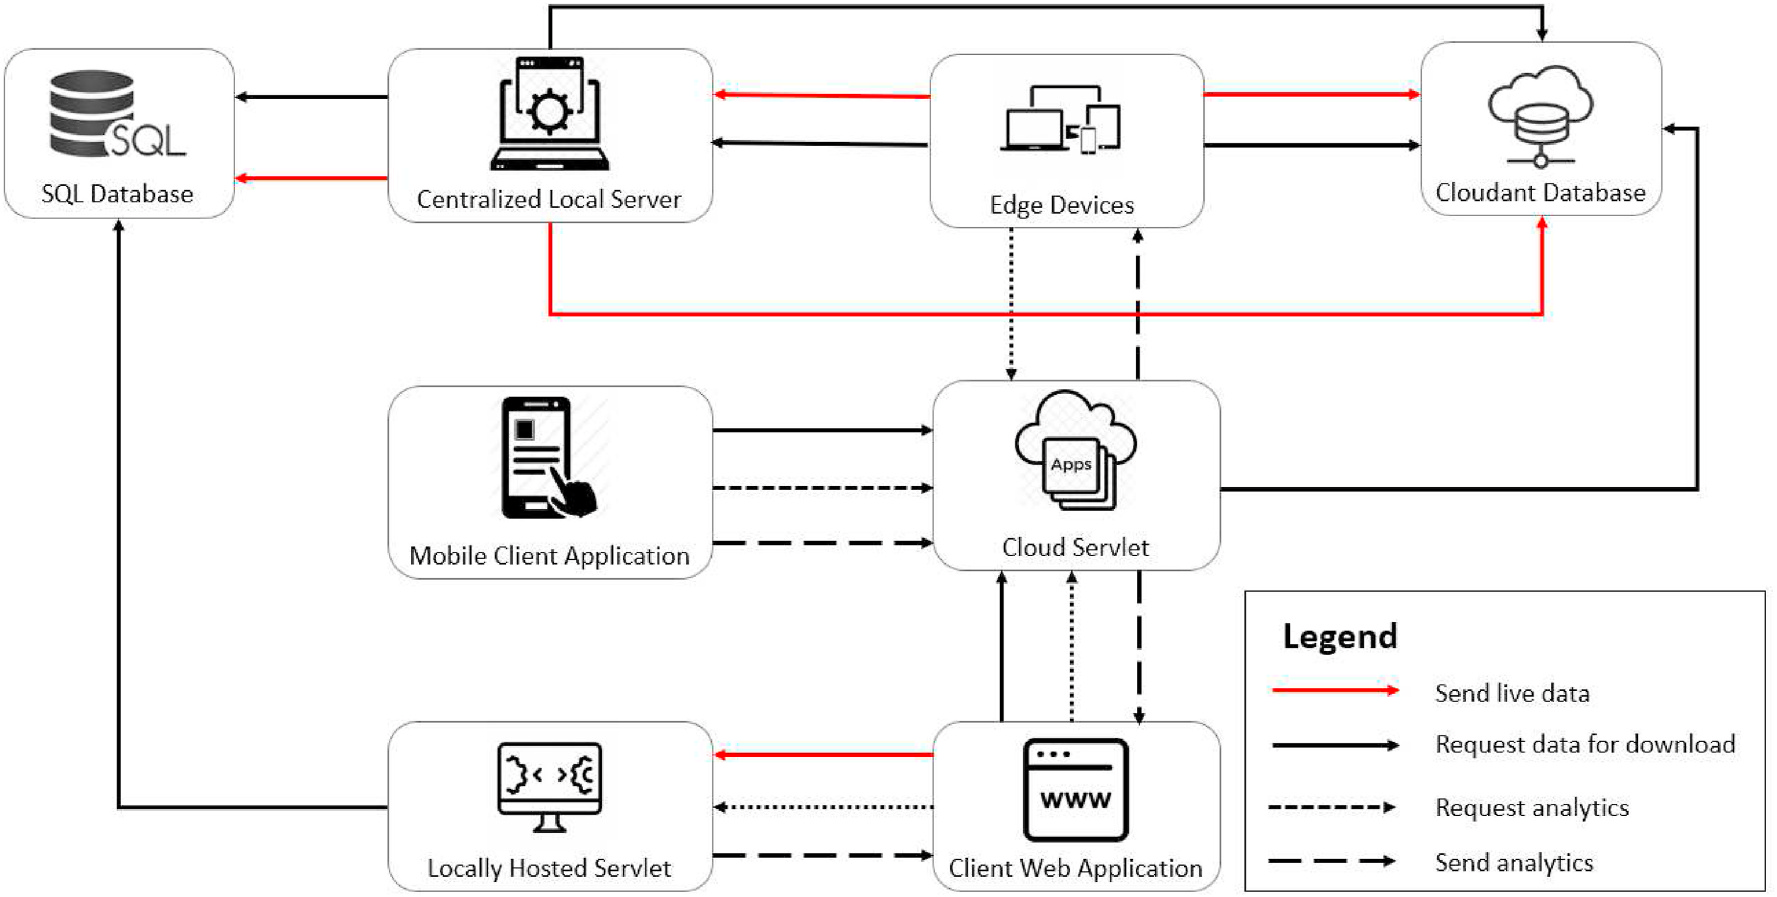 SQL
SQL Database
Centralized Local Server
Edge Devices
Cloudant Database
Mobile Client Application
Apps
Cloud Servlet
Locally Hosted Servlet
www
Client Web Application
Legend
Send live data
Request data for download
Request analytics
Send analytics